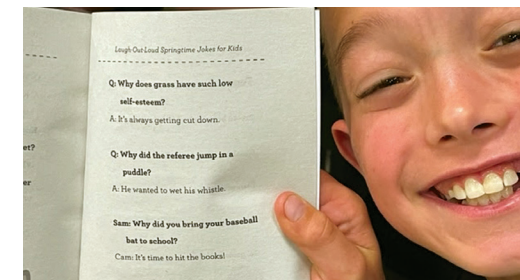 Laugh-Out-Loud Springtime Jokes for Kids
Q: Why does grass have such low
self-esteem?
A: It's always getting cut down.
Q: Why did the referee jump in a
puddle?
A: He wanted to wet his whistle.
Sam: Why did you bring your baseball
bat to school?
Cam: It's time to hit the books!